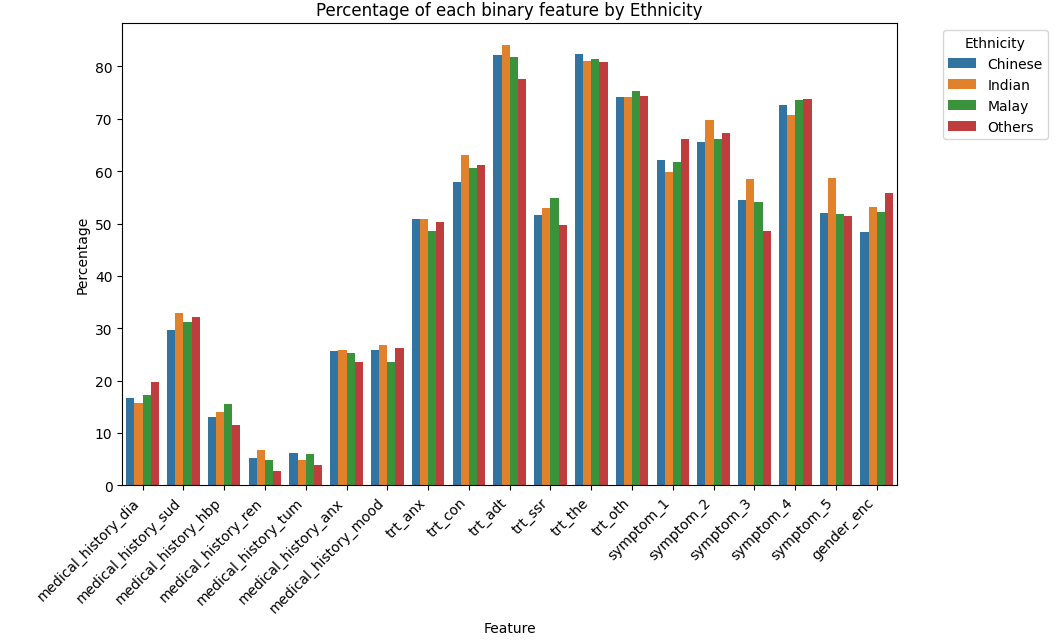 Percentage of each binary feature by Ethnicity
Ethnicity
Chinese
Indian
Malay
Others
Percentage
80
70
60
50
40
30
20
10
0
medical_history_dia
medical_history_sud
medical_history_hbp
medical_history_ren
medical_history_tum
medical_history_anx
medical_history_mood
trt_anx
trt_con
trt_adt
trt_ssr
trt_the
trt_oth
symptom_1
symptom_2
symptom_3
symptom_4
symptom_5
gender_enc
Feature